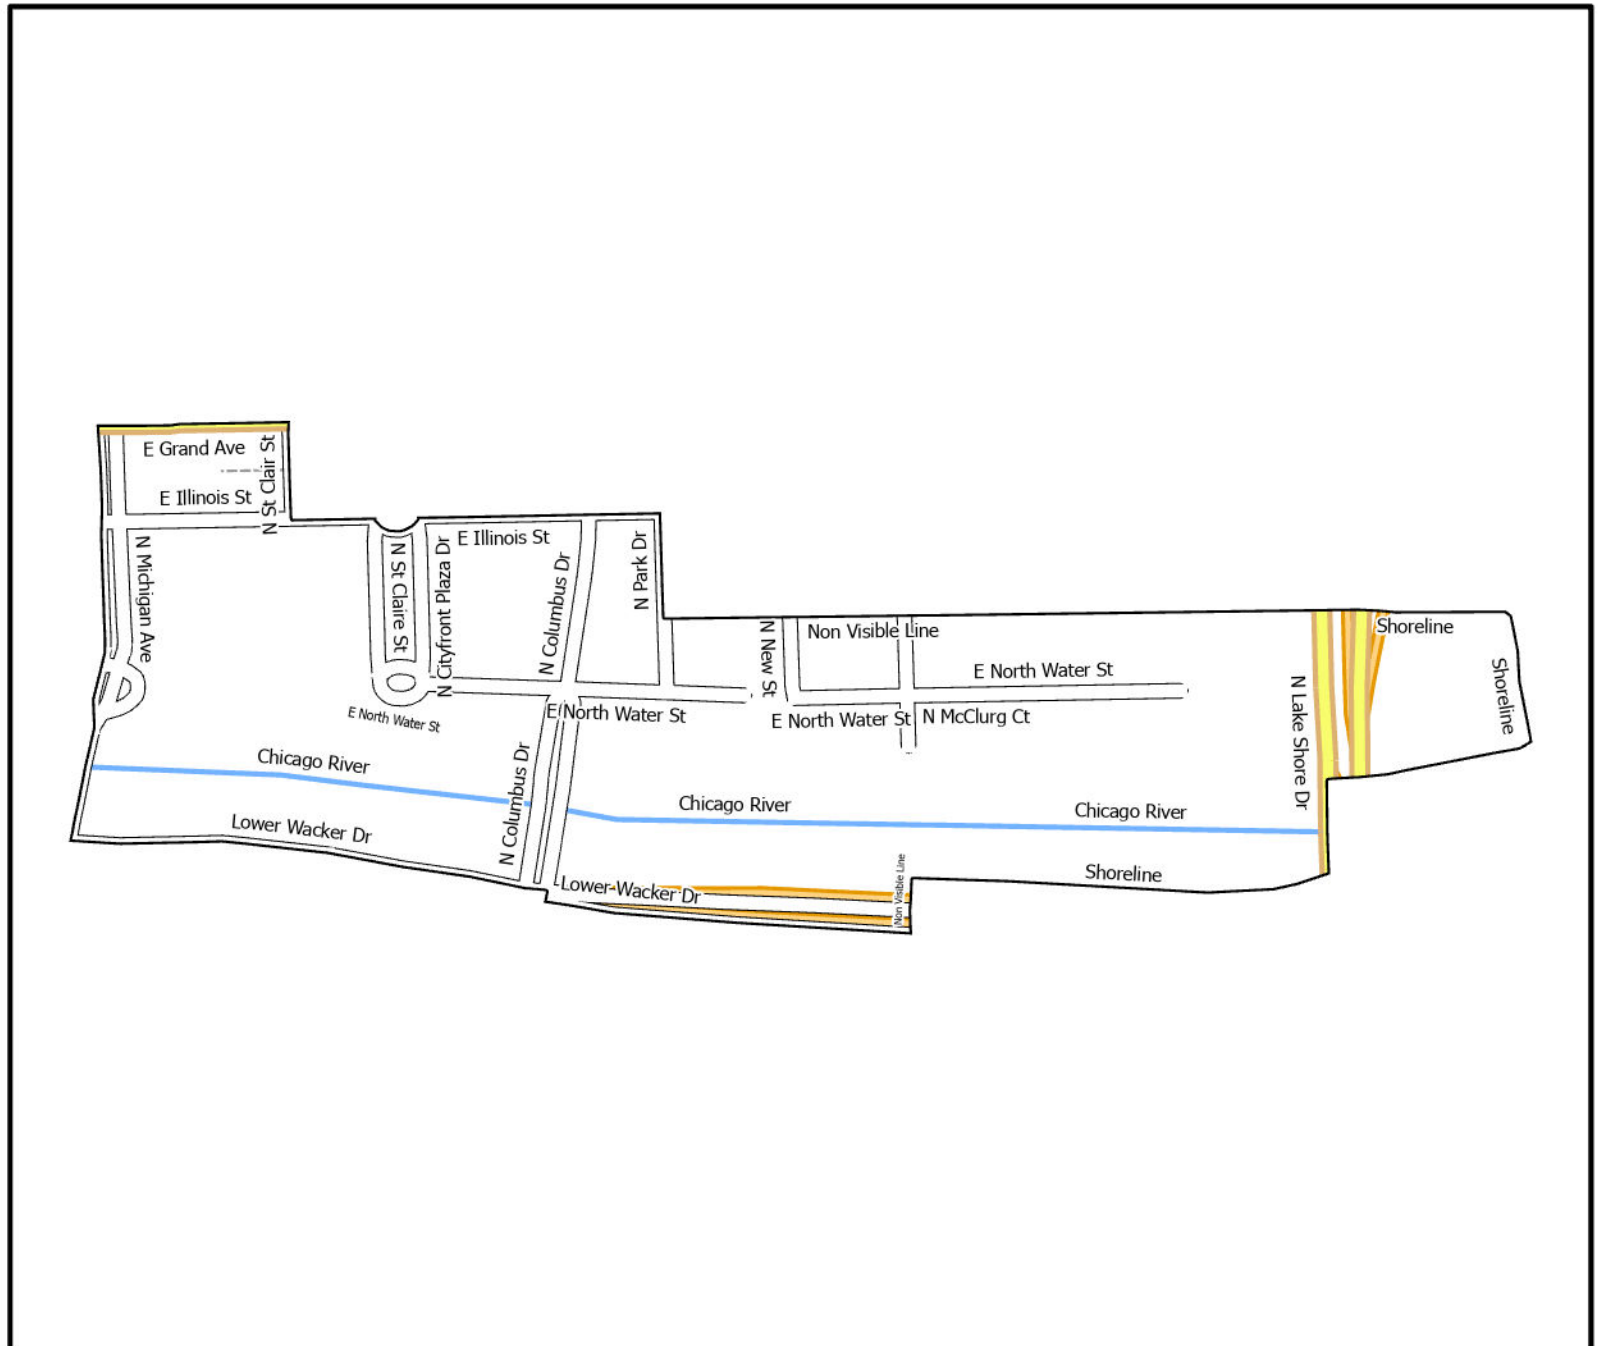 E Grand Ave
N St Clair St
E Illinois St
N Michigan Ave
N St Claire St
N Cityfront Plaza Dr
E Illinois St
N Columbus Dr
N Park Dr
N New St
Non Visible Line
Shoreline
Shoreline
E North Water St
E North Water St
E North Water St
E North Water St
N McClurg Ct
N Lake Shore Dr
Chicago River
N Columbus Dr
Chicago River
Chicago River
Lower Wacker Dr
Lower Wacker Dr
Non Visible Line
Shoreline